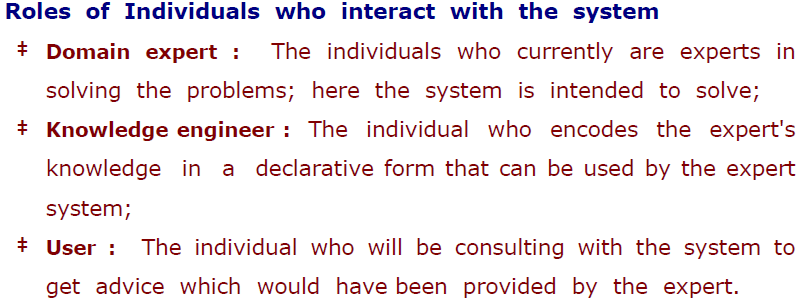 Roles of Individuals who interact with the system
‡ Domain expert : The individuals who currently are experts in
solving the problems; here the system is intended to solve;
‡ Knowledge engineer : The individual who encodes the expert's
knowledge in a declarative form that can be used by the expert
system;
‡ User : The individual who will be consulting with the system to
get advice which would have been provided by the expert.